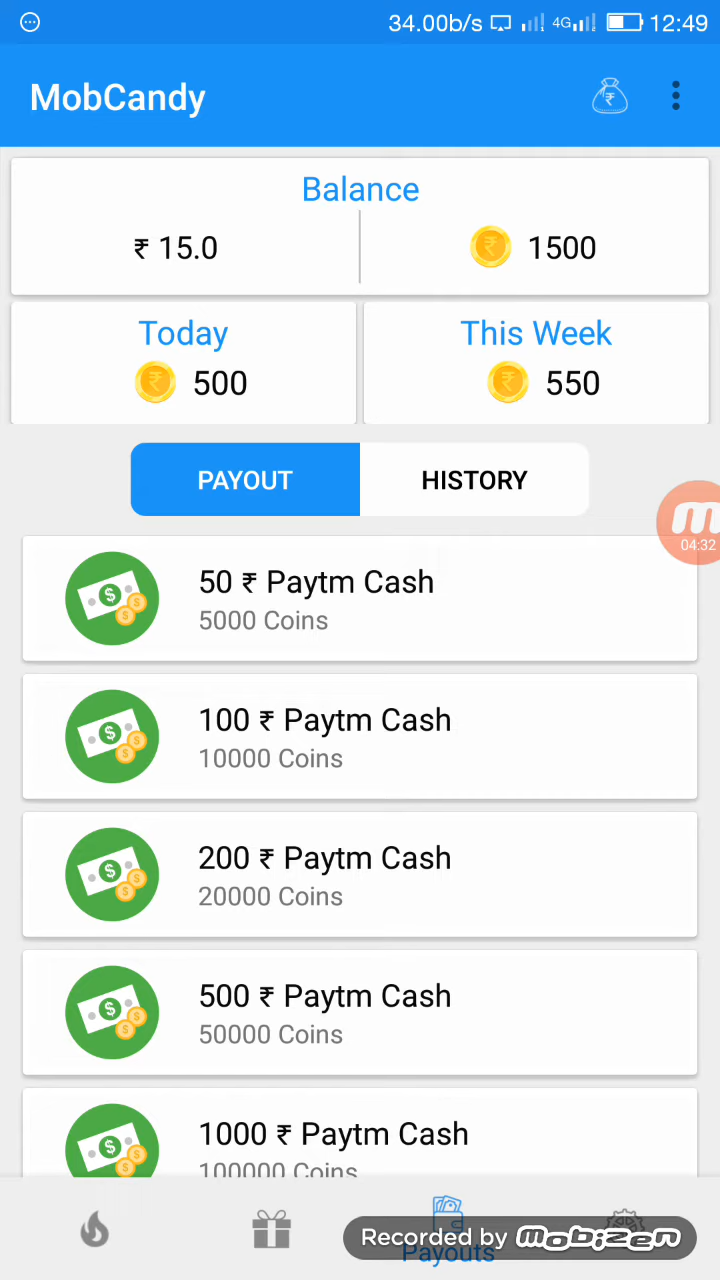 34.00b/s 4G 12:49
MobCandy
Balance
₹ 15.0
1500
Today
This Week
500
550
PAYOUT
HISTORY
04:32
50 ₹ Paytm Cash
5000 Coins
100 ₹ Paytm Cash
10000 Coins
200 ₹ Paytm Cash
20000 Coins
500 ₹ Paytm Cash
50000 Coins
1000 ₹ Paytm Cash
100000 Coins
Recorded by mobizen
Payouts